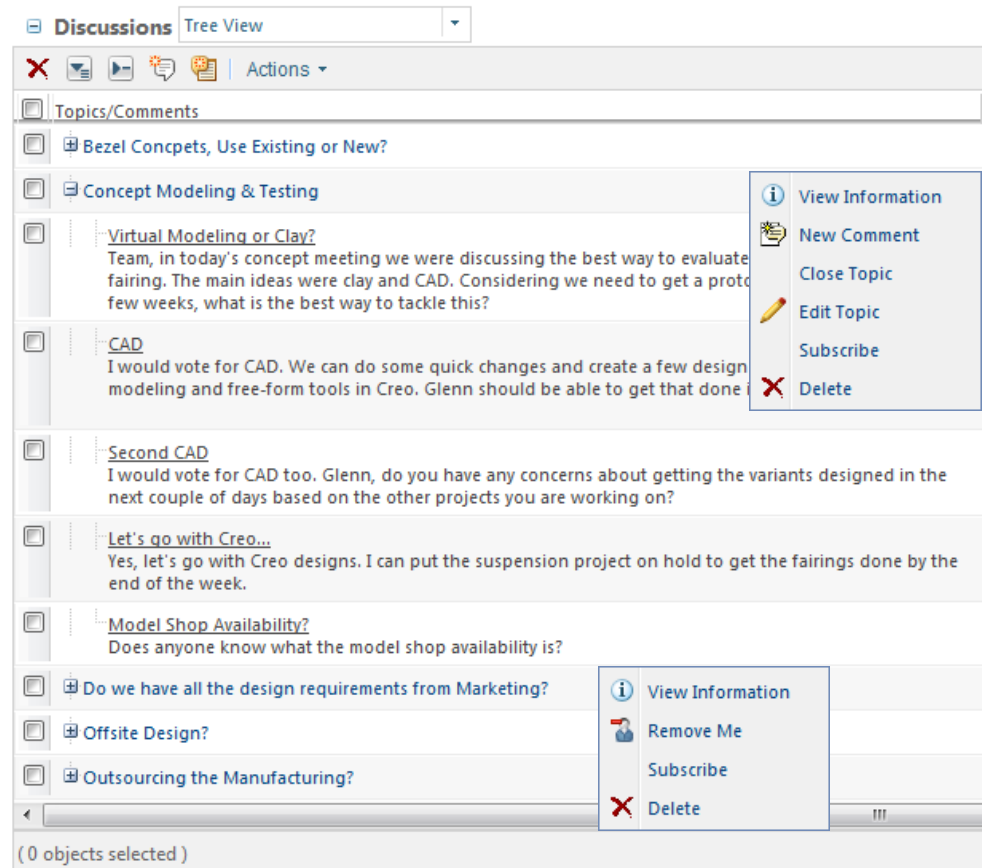 Discussions Tree View
Actions
Topics/Comments
Bezel Concpets, Use Existing or New?
Concept Modeling & Testing
Virtual Modeling or Clay?
Team, in today's concept meeting we were discussing the best way to evaluate
fairing. The main ideas were clay and CAD. Considering we need to get a proto
few weeks, what is the best way to tackle this?
CAD
I would vote for CAD. We can do some quick changes and create a few design
modeling and free-form tools in Creo. Glenn should be able to get that done i
View Information
New Comment
Close Topic
Edit Topic
Subscribe
Delete
Second CAD
I would vote for CAD too. Glenn, do you have any concerns about getting the variants designed in the
next couple of days based on the other projects you are working on?
Let's go with Creo...
Yes, let's go with Creo designs. I can put the suspension project on hold to get the fairings done by the
end of the week.
Model Shop Availability?
Does anyone know what the model shop availability is?
Do we have all the design requirements from Marketing?
Offsite Design?
Outsourcing the Manufacturing?
View Information
Remove Me
Subscribe
Delete
( 0 objects selected )